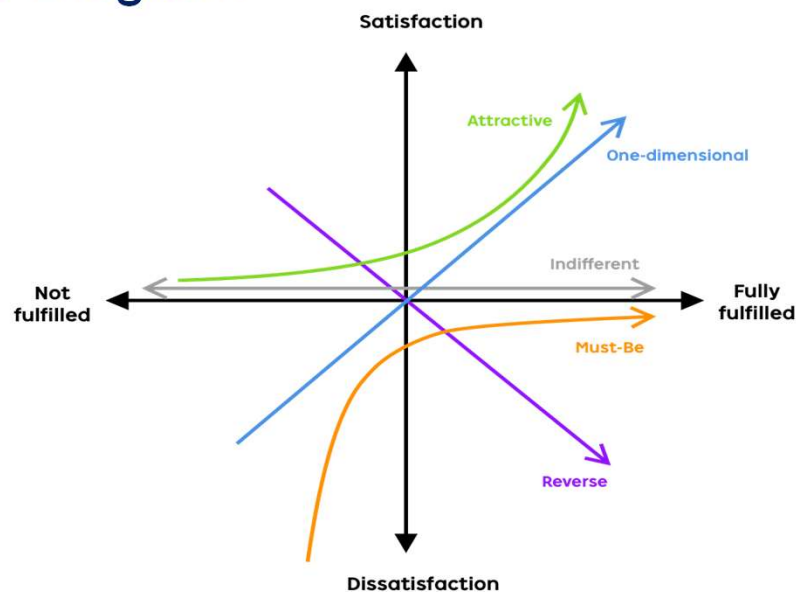 Satisfaction
Attractive
One-dimensional
Indifferent
Not
fulfilled
Fully
fulfilled
Must-Be
Reverse
Dissatisfaction